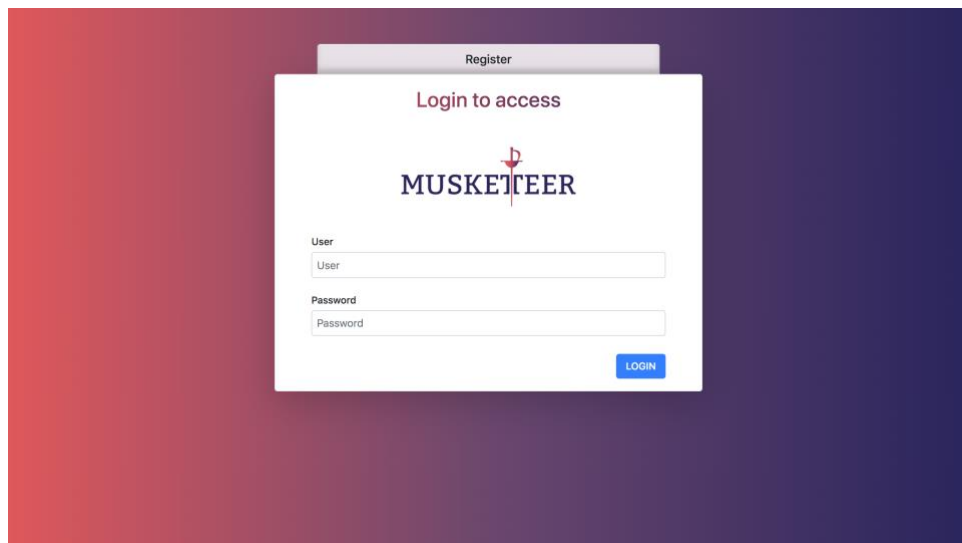 Register
Login to access
MUSKETEER
User
User
Password
Password
LOGIN